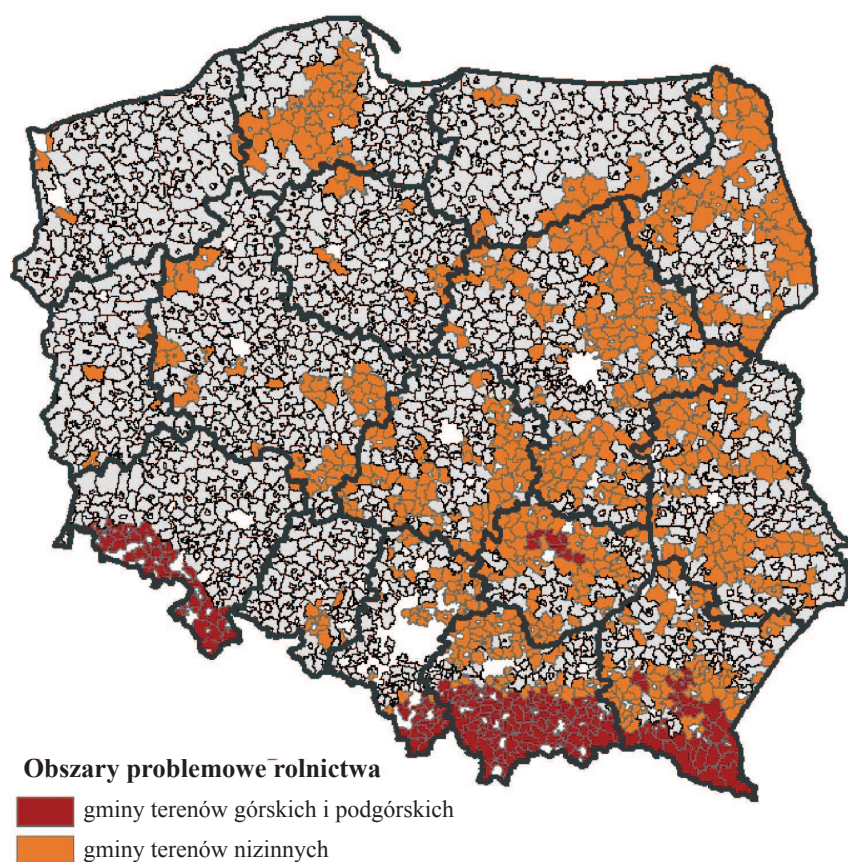 Obszary problemowe rolnictwa
gminy terenów górskich i podgórskich
gminy terenów nizinnych